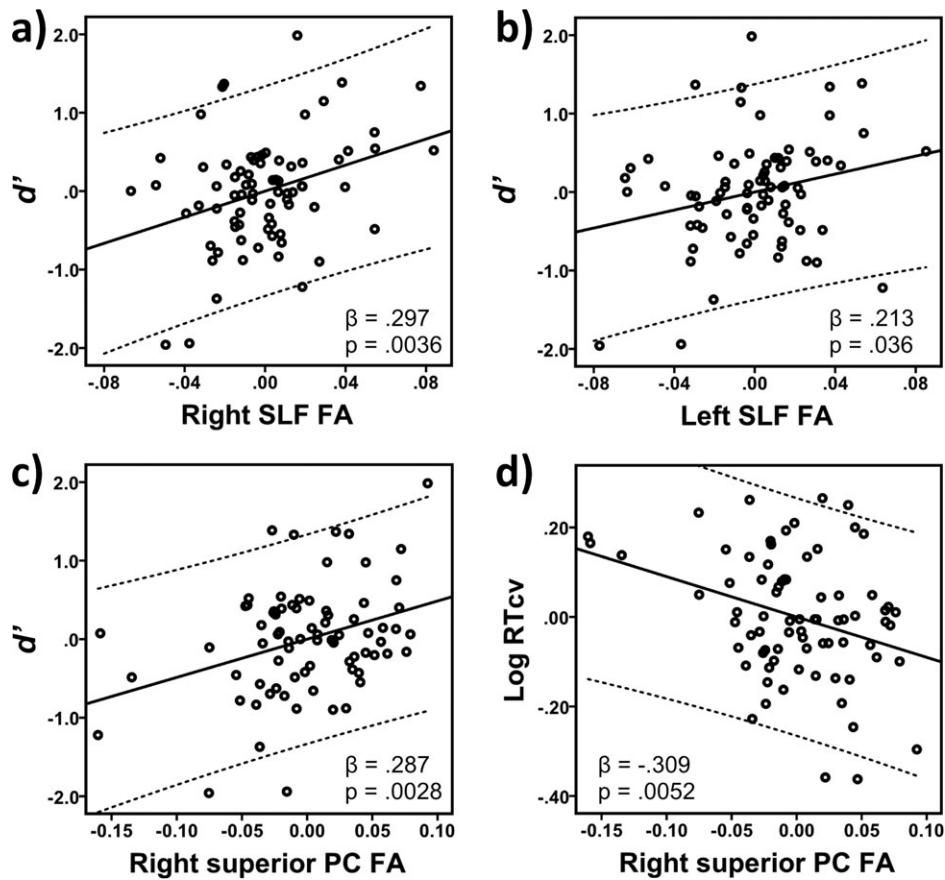 a)
d'
2.0
1.0
.0
-1.0
-2.0
β = .297
p = .0036
-.08 -.04 .00 .04 .08
Right SLF FA
b)
d'
2.0
1.0
.0
-1.0
-2.0
β = .213
p = .036
-.08 -.04 .00 .04 .08
Left SLF FA
c)
d'
2.0
1.0
.0
-1.0
-2.0
β = .287
p = .0028
-0.15 -0.10 -0.05 0.00 0.05 0.10
Right superior PC FA
d)
Log RTcv
.20
.00
-.20
-.40
β = -.309
p = .0052
-0.15 -0.10 -0.05 0.00 0.05 0.10
Right superior PC FA